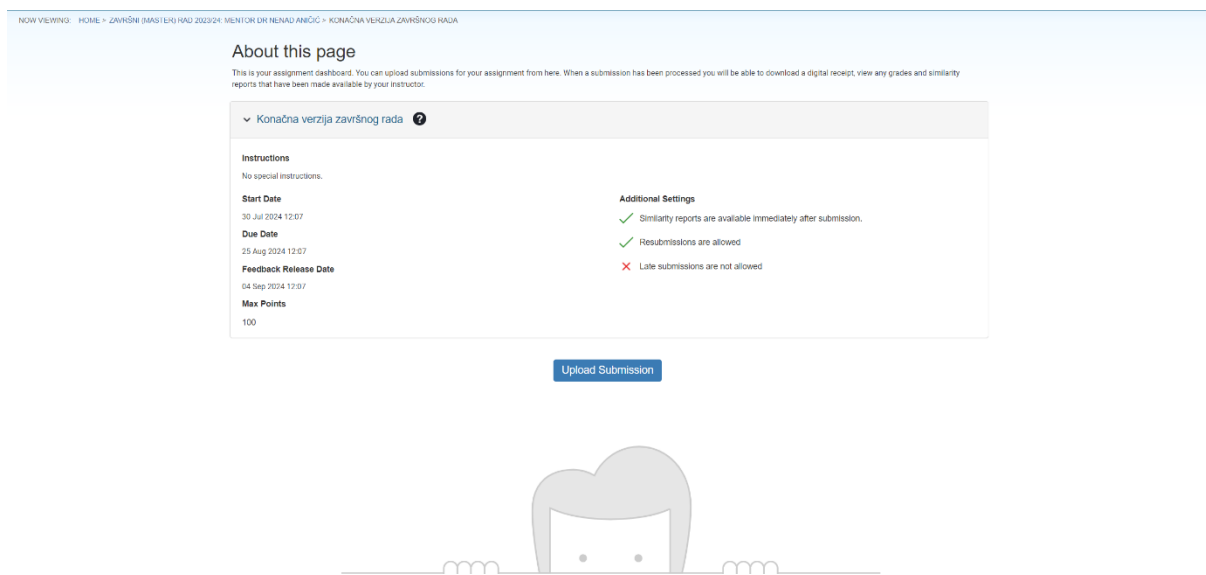 NOW VIEWING: HOME > ZAVRŠNI (MASTER) RAD 2023/24: MENTOR DR NENAD ANIČIĆ > KONAČNA VERZIJA ZAVRŠNOG RADA
About this page
This is your assignment dashboard. You can upload submissions for your assignment from here. When a submission has been processed you will be able to download a digital receipt, view any grades and similarity
reports that have been made available by your instructor.
Konačna verzija završnog rada ?
Instructions
No special instructions.
Start Date
30 Jul 2024 12:07
Due Date
25 Aug 2024 12:07
Feedback Release Date
04 Sep 2024 12:07
Max Points
100
Additional Settings
Similarity reports are available immediately after submission.
Resubmissions are allowed
Late submissions are not allowed
Upload Submission